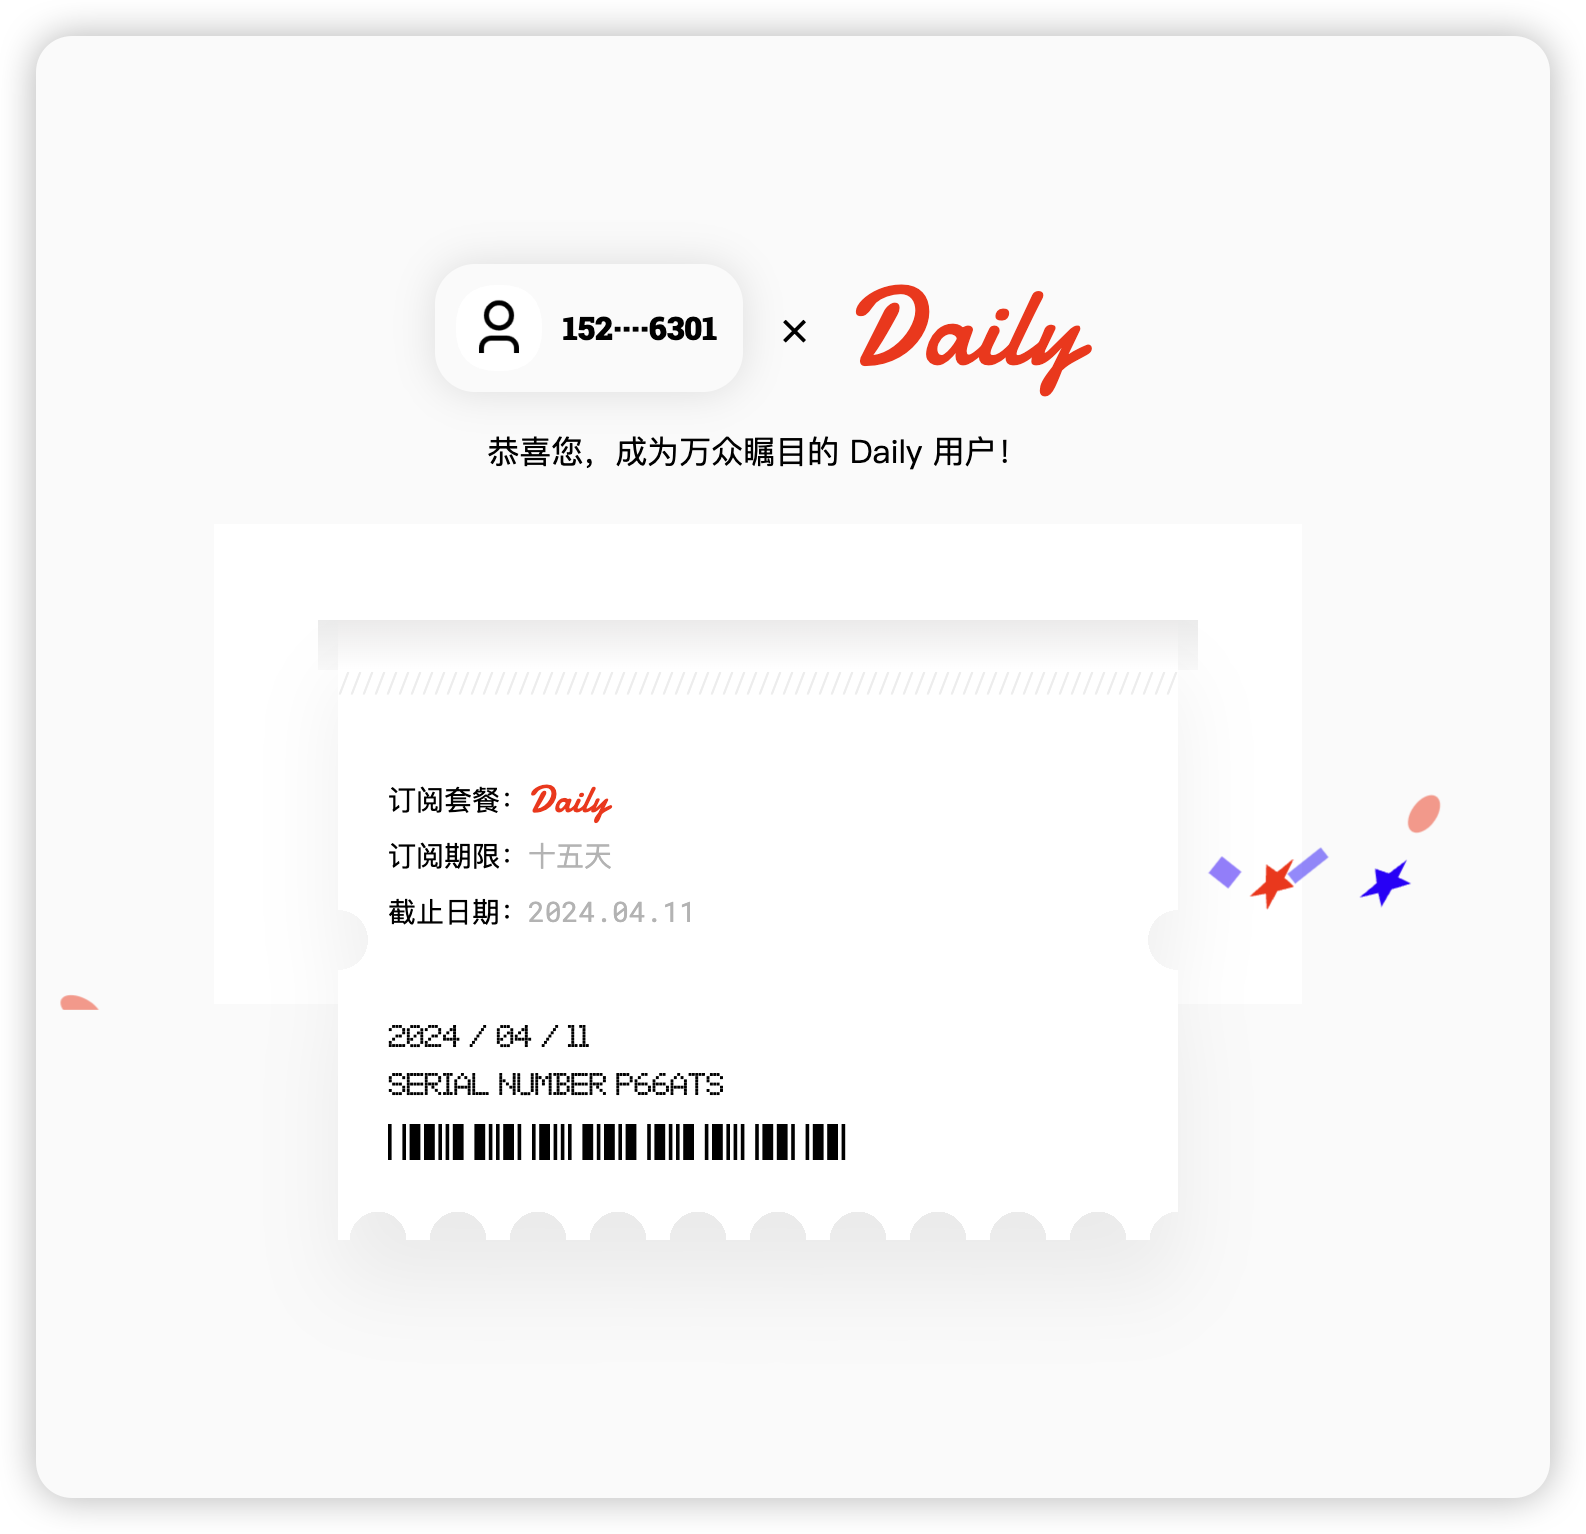 152····6301 × Daily
恭喜您，成为万众瞩目的 Daily 用户！
订阅套餐：Daily
订阅期限：十五天
截止日期：2024.04.11
2024 / 04 / 11
SERIAL NUMBER P66ATS